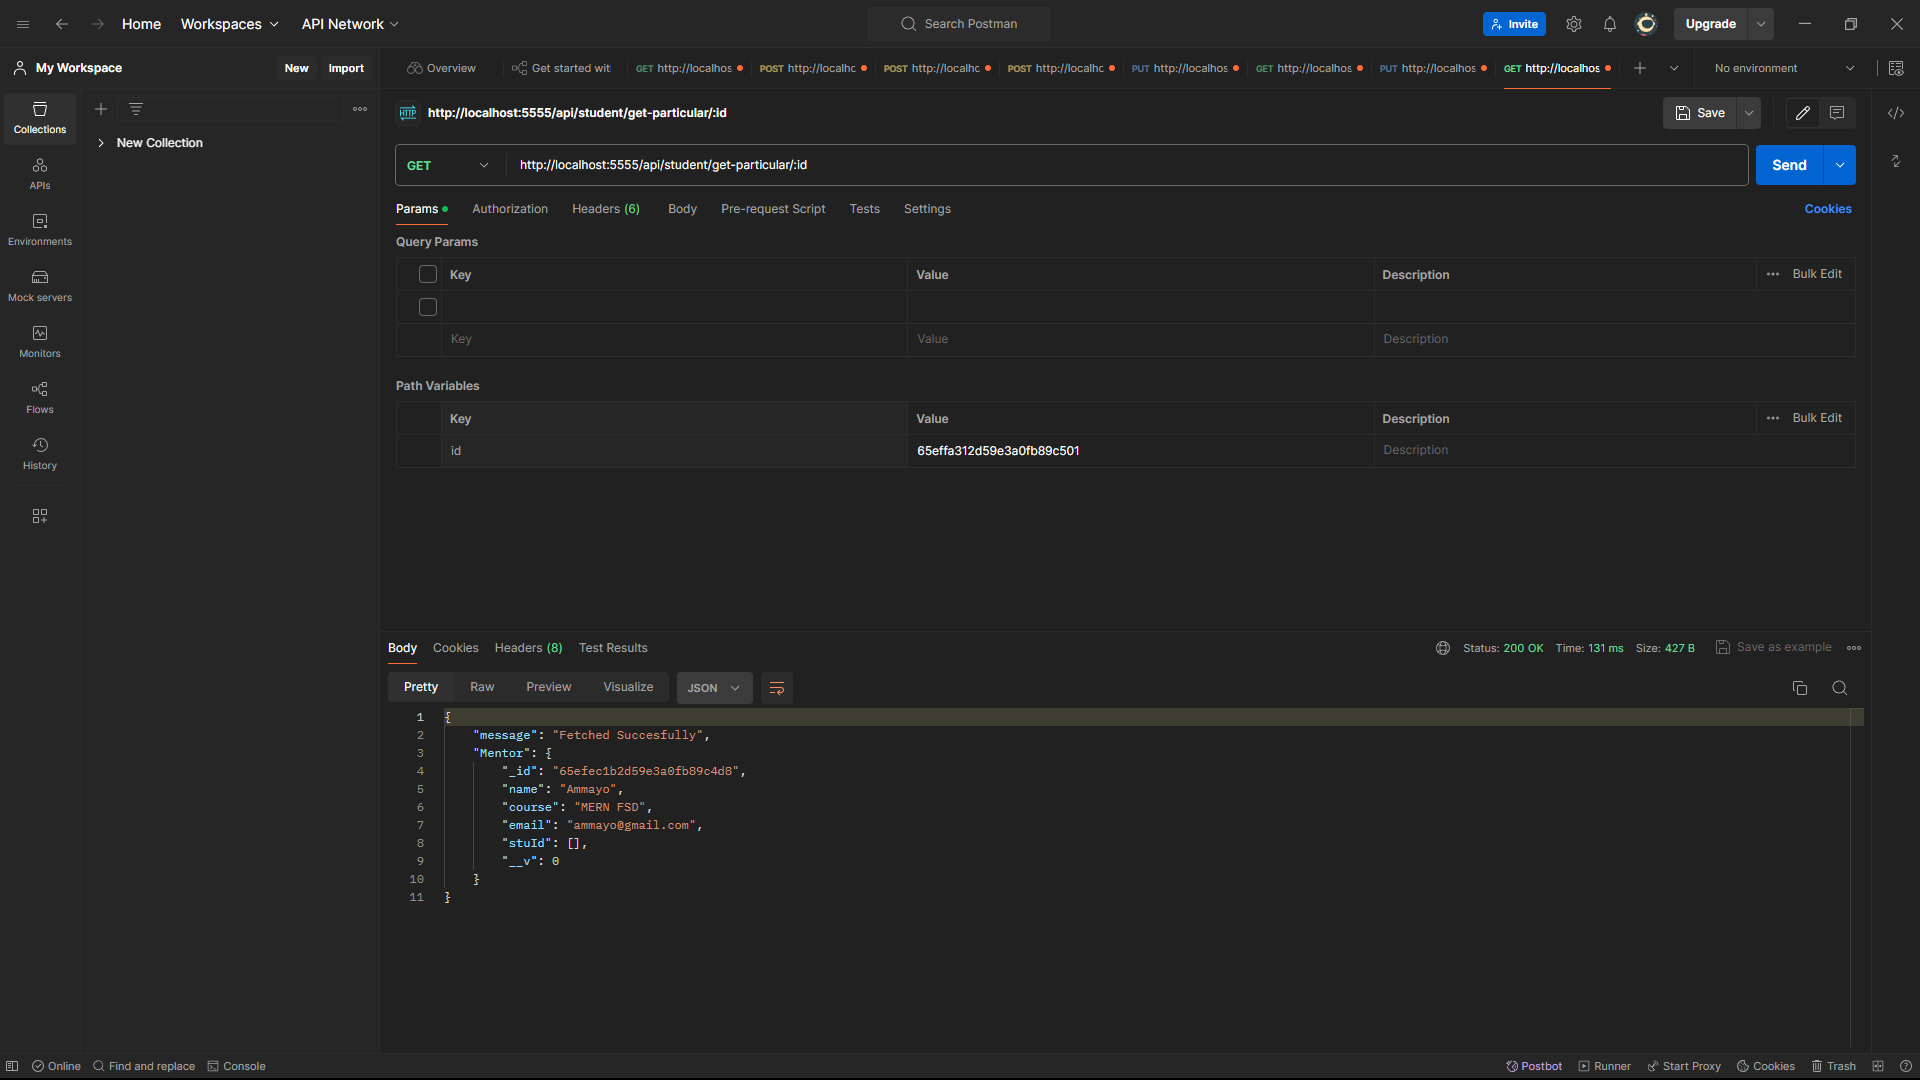 Home Workspaces API Network Search Postman Invite Upgrade
My Workspace New Import Overview Get started wit GET http://localhos POST http://localhc POST http://localhc POST http://localhc PUT http://localhos GET http://localhos PUT http://localhos GET http://localhos No environment
Collections
APIs
Environments
Mock servers
Monitors
Flows
History
New Collection
HTTP http://localhost:5555/api/student/get-particular/:id Save
GET http://localhost:5555/api/student/get-particular/:id Send
Params Authorization Headers (6) Body Pre-request Script Tests Settings Cookies
Query Params
Key Value Description Bulk Edit
Key Value Description
Path Variables
Key Value Description Bulk Edit
id 65effa312d59e3a0fb89c501 Description
Body Cookies Headers (8) Test Results Status: 200 OK Time: 131 ms Size: 427 B Save as example
Pretty Raw Preview Visualize JSON
1 {
2 "message": "Fetched Succesfully",
3 "Mentor": {
4 "_id": "65efec1b2d59e3a0fb89c4d8",
5 "name": "Ammayo",
6 "course": "MERN FSD",
7 "email": "ammayo@gmail.com",
8 "stuId": [],
9 "__v": 0
10 }
11 }
Online Find and replace Console Postbot Runner Start Proxy Cookies Trash